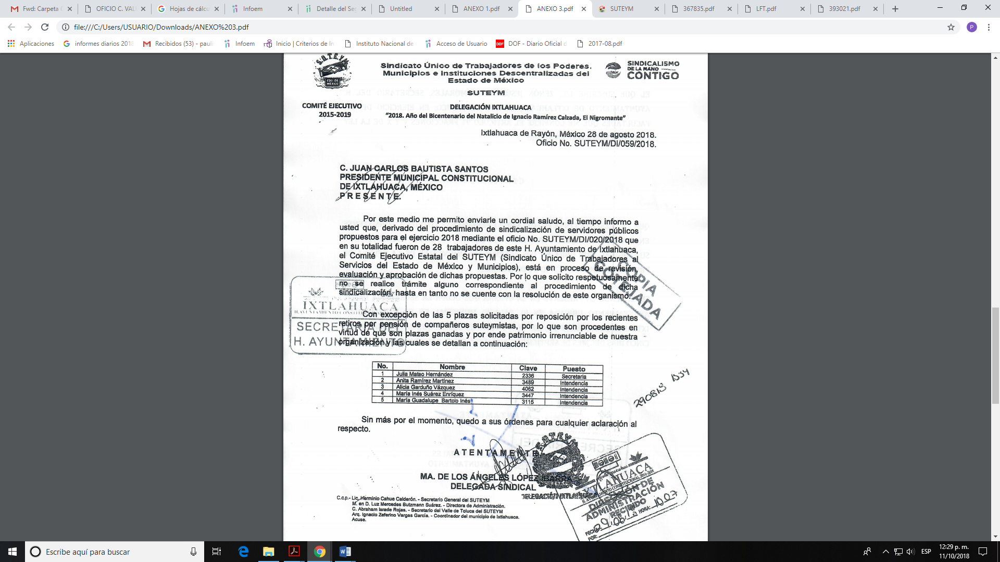 Fwd: Carpeta
OFICIO C. VAL
Hojas de cálcu
Infoem
Detalle del Se
Untitled
ANEXO 1.pdf
ANEXO 3.pdf
SUTEYM
367835.pdf
LFT.pdf
393021.pdf
file:///C:/Users/USUARIO/Downloads/ANEXO%203.pdf
P
Aplicaciones
informes diarios 2018
Recibidos (53) - pauli
Infoem
Inicio | Criterios de In
Instituto Nacional de
Acceso de Usuario
DOF - Diario Oficial d
2017-08.pdf
S.U.T.E.Y.M
EDO. DE MEXICO
Sindicato Único de Trabajadores de los Poderes,
Municipios e Instituciones Descentralizadas del
Estado de México
SUTEYM
SINDICALISMO
DE LA MANO
CONTIGO
COMITÉ EJECUTIVO
2015-2019
DELEGACIÓN IXTLAHUACA
"2018. Año del Bicentenario del Natalicio de Ignacio Ramírez Calzada, El Nigromante"
Ixtlahuaca de Rayón, México 28 de agosto 2018.
Oficio No. SUTEYM/DI/059/2018.
C. JUAN CARLOS BAUTISTA SANTOS
PRESIDENTE MUNICIPAL CONSTITUCIONAL
DE IXTLAHUACA, MÉXICO
P R E S E N T E.
Por este medio me permito enviarle un cordial saludo, al tiempo informo a
usted que, derivado del procedimiento de sindicalización de servidores públicos
propuestos para el ejercicio 2018 mediante el oficio No. SUTEYM/DI/020/2018 que
en su totalidad fueron de 28 trabajadores de este H. Ayuntamiento de Ixtlahuaca,
el Comité Ejecutivo Estatal del SUTEYM (Sindicato Único de Trabajadores al
Servicios del Estado de México y Municipios), está en proceso de revisión,
evaluación y aprobación de dichas propuestas. Por lo que solicito respetuosamente
no se realice trámite alguno correspondiente al procedimiento de dicha
sindicalización, hasta en tanto no se cuente con la resolución de este organismo.
COPIA
COTEJADA
IXTLAHUACA
SECRETARIA DEL
H. AYUNTAMIENTO
Con excepción de las 5 plazas solicitadas por reposición por los recientes
retiros por pensión de compañeros suteymistas, por lo que son procedentes en
virtud de que son plazas ganadas y por ende patrimonio irrenunciable de nuestra
organización y las cuales se detallan a continuación:
No. Nombre Clave Puesto
1 Julia Mateo Hernández 2336 Secretaria
2 Anita Ramírez Martínez 3489 Intendencia
3 Alicia Garduño Vázquez 4062 Intendencia
4 María Inés Suárez Enríquez 3447 Intendencia
5 María Guadalupe Bartolo Inés 3115 Intendencia
Sin más por el momento, quedo a sus órdenes para cualquier aclaración al
respecto.
A T E N T A M E N T E
MA. DE LOS ÁNGELES LÓPEZ IBARRA
DELEGADA SINDICAL
DELEGACIÓN IXTLAHUACA
C.c.p.- Lic. Herminio Cahue Calderón. - Secretario General del SUTEYM
M. en D. Luz Mercedes Butzmann Suárez. - Directora de Administración.
C. Abraham Israde Rojas. - Secretario del Valle de Toluca del SUTEYM
Arq. Ignacio Zeferino Vargas García. - Coordinador del municipio de Ixtlahuaca.
Acuse.
IXTLAHUACA
H. AYUNTAMIENTO CONSTITUCIONAL 2016-2018
DIRECCIÓN DE
ADMINISTRACIÓN
RECIBIDO
FECHA:
HORA: 10:07
POR:
Escribe aquí para buscar
ESP
12:29 p. m.
11/10/2018